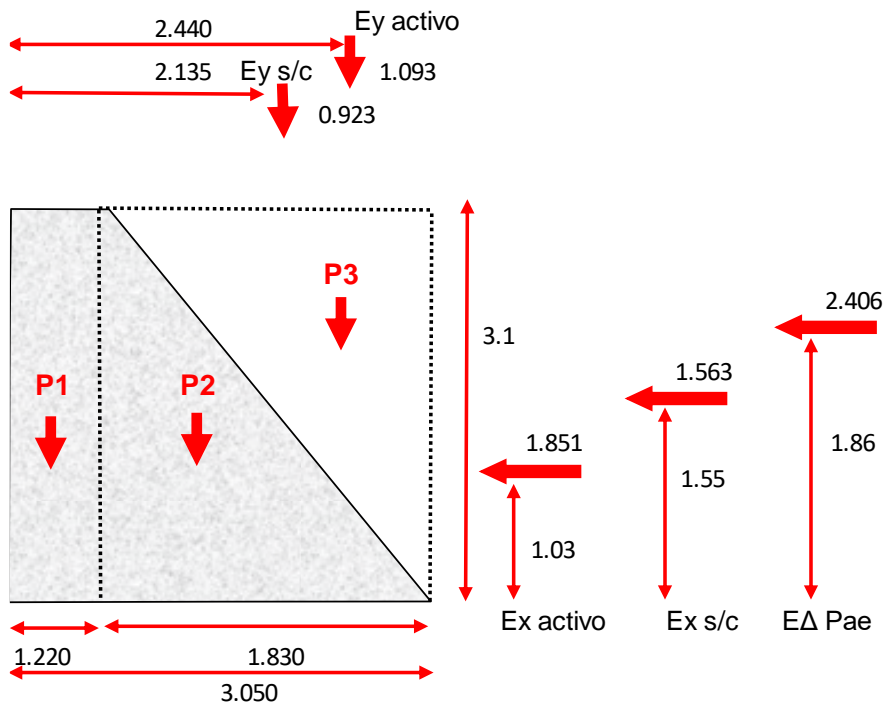 2.440
Ey activo
2.135
Ey s/c
1.093
0.923
P3
2.406
3.1
1.563
P1
P2
1.851
1.86
1.55
1.03
Ex activo
Ex s/c
EΔ Pae
1.220
1.830
3.050